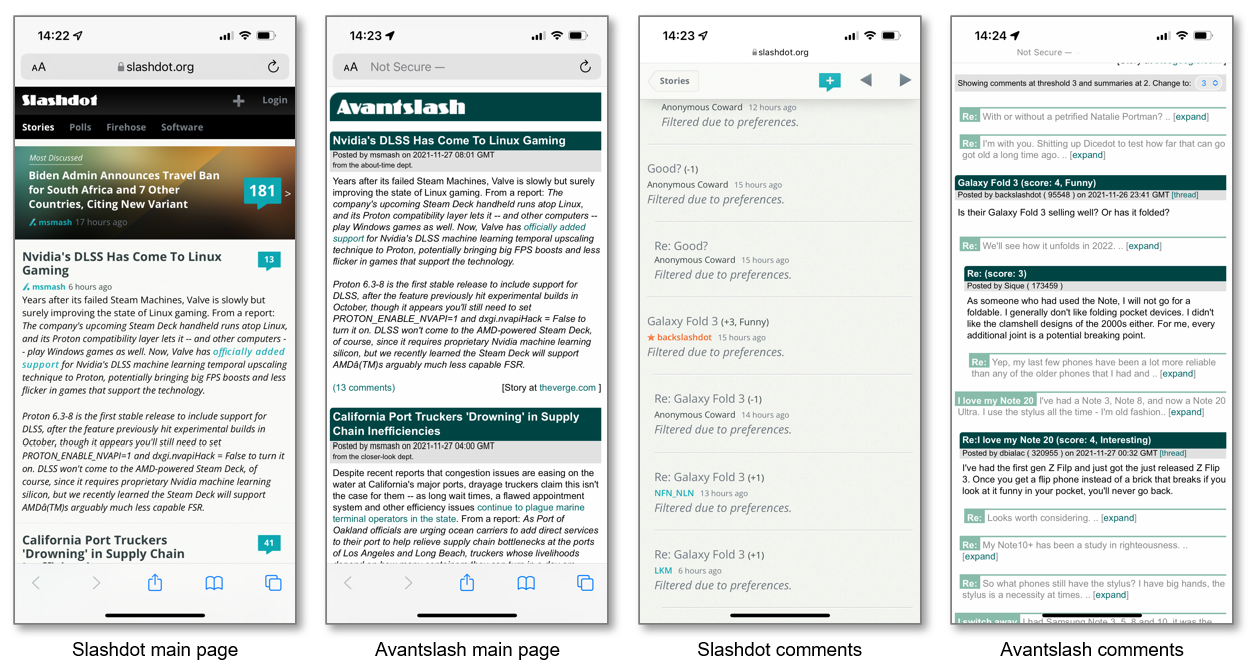 14:22
AA
slashdot.org
Slashdot
+
Login
Stories Polls Firehose Software
Most Discussed
Biden Admin Announces Travel Ban
for South Africa and 7 Other
Countries, Citing New Variant
181
>
msmash 17 hours ago
Nvidia's DLSS Has Come To Linux
Gaming
13
msmash 6 hours ago
Years after its failed Steam Machines, Valve is slowly but
surely improving the state of Linux gaming. From a report:
The company's upcoming Steam Deck handheld runs atop Linux,
and its Proton compatibility layer lets it -- and other computers -
- play Windows games as well. Now, Valve has officially added
support for Nvidia's DLSS machine learning temporal upscaling
technique to Proton, potentially bringing big FPS boosts and less
flicker in games that support the technology.
Proton 6.3-8 is the first stable release to include support for
DLSS, after the feature previously hit experimental builds in
October, though it appears you'll still need to set
PROTON_ENABLE_NVAPI=1 and dxgi.nvapiHack = False to turn it
on. DLSS won't come to the AMD-powered Steam Deck, of
course, since it requires proprietary Nvidia machine learning
silicon, but we recently learned the Steam Deck will support
AMDâ(TM)s arguably much less capable FSR.
California Port Truckers
'Drowning' in Supply Chain
41
Slashdot main page
14:23
AA
Not Secure —
Avantslash
Nvidia's DLSS Has Come To Linux Gaming
Posted by msmash on 2021-11-27 08:01 GMT
from the about-time dept.
Years after its failed Steam Machines, Valve is slowly but surely
improving the state of Linux gaming. From a report: The
company's upcoming Steam Deck handheld runs atop Linux,
and its Proton compatibility layer lets it -- and other computers --
play Windows games as well. Now, Valve has officially added
support for Nvidia's DLSS machine learning temporal upscaling
technique to Proton, potentially bringing big FPS boosts and less
flicker in games that support the technology.
Proton 6.3-8 is the first stable release to include support for
DLSS, after the feature previously hit experimental builds in
October, though it appears you'll still need to set
PROTON_ENABLE_NVAPI=1 and dxgi.nvapiHack = False to
turn it on. DLSS won't come to the AMD-powered Steam Deck,
of course, since it requires proprietary Nvidia machine learning
silicon, but we recently learned the Steam Deck will support
AMDâ(TM)s arguably much less capable FSR.
(13 comments)
[Story at theverge.com ]
California Port Truckers 'Drowning' in Supply
Chain Inefficiencies
Posted by msmash on 2021-11-27 04:00 GMT
from the closer-look dept.
Despite recent reports that congestion issues are easing on the
water at California's major ports, drayage truckers claim this isn't
the case for them -- as long wait times, a flawed appointment
system and other efficiency issues continue to plague marine
terminal operators in the state. From a report: As Port of
Oakland officials are urging ocean carriers to add direct services
to their port to help relieve supply chain bottlenecks at the ports
of Los Angeles and Long Beach, truckers whose livelihoods
Avantslash main page
14:23
slashdot.org
Stories
+
Anonymous Coward 12 hours ago
Filtered due to preferences.
Good? (-1)
Anonymous Coward 15 hours ago
Filtered due to preferences.
Re: Good?
Anonymous Coward 15 hours ago
Filtered due to preferences.
Galaxy Fold 3 (+3, Funny)
backslashdot 15 hours ago
Filtered due to preferences.
Re: Galaxy Fold 3 (-1)
Anonymous Coward 14 hours ago
Filtered due to preferences.
Re: Galaxy Fold 3 (+1)
NFN_NLN 13 hours ago
Filtered due to preferences.
Re: Galaxy Fold 3 (+1)
LKM 6 hours ago
Filtered due to preferences.
Slashdot comments
14:24
Not Secure —
Showing comments at threshold 3 and summaries at 2. Change to: 3
Re: With or without a petrified Natalie Portman? .. [expand]
Re: I'm with you. Shitting up Dicedot to test how far that can go
got old a long time ago. .. [expand]
Galaxy Fold 3 (score: 4, Funny)
Posted by backslashdot ( 95548 ) on 2021-11-26 23:41 GMT [thread]
Is their Galaxy Fold 3 selling well? Or has it folded?
Re: We'll see how it unfolds in 2022. .. [expand]
Re: (score: 3)
Posted by Sique ( 173459 )
As someone who had used the Note, I will not go for a
foldable. I generally don't like folding pocket devices. I didn't
like the clamshell designs of the 2000s either. For me, every
additional joint is a potential breaking point.
Re: Yep, my last few phones have been a lot more reliable
than any of the older phones that I had and .. [expand]
I love my Note 20 I've had a Note 3, Note 8, and now a Note 20
Ultra. I use the stylus all the time - I'm old fashion.. [expand]
Re:I love my Note 20 (score: 4, Interesting)
Posted by dbialac ( 320955 ) on 2021-11-27 00:32 GMT [thread]
I've had the first gen Z Filp and just got the just released Z Flip
3. Once you get a flip phone instead of a brick that breaks if you
look at it funny in your pocket, you'll never go back.
Re: Looks worth considering. .. [expand]
Re: My Note10+ has been a study in righteousness. ..
[expand]
Re: So what phones still have the stylus? I have big hands, the
stylus is a necessity at times. .. [expand]
I switch away I had Samsung Note 3, 5, 8 and 10, it was the
Avantslash comments